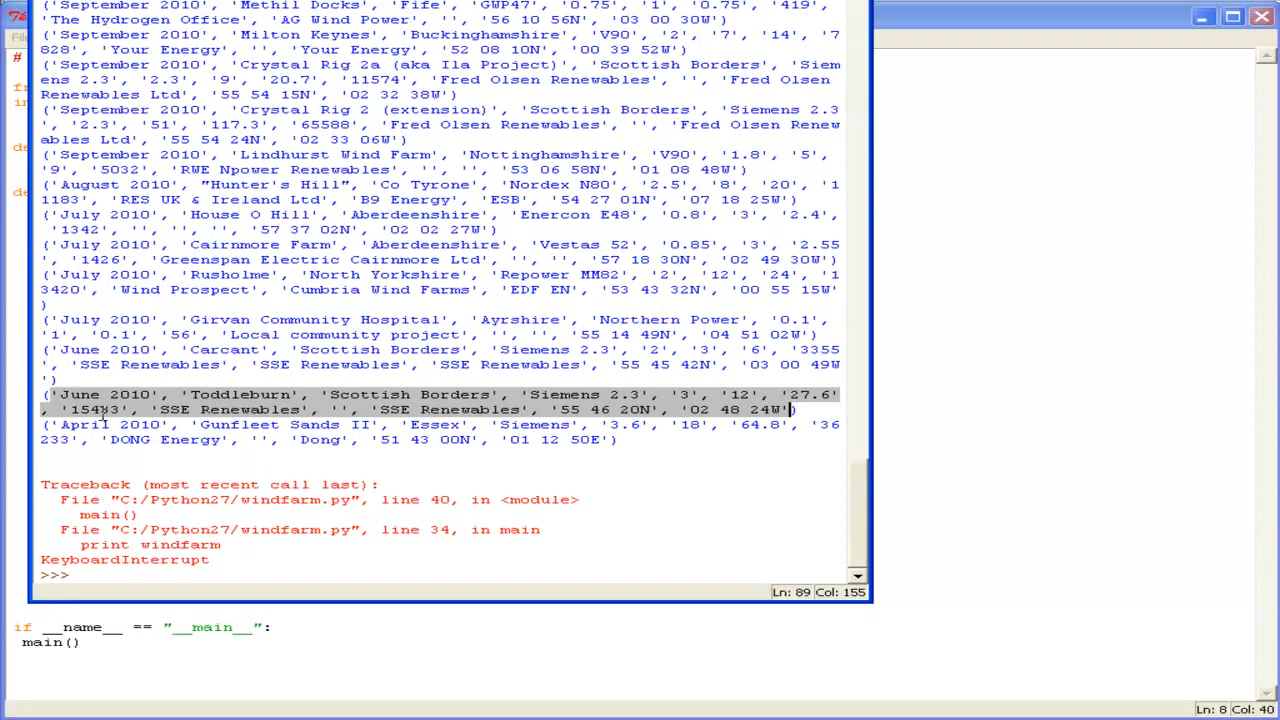 ('September 2010', 'Methil Docks', 'Fife', 'GWP47', '0.75', '1', '0.75', '419',
'The Hydrogen Office', 'AG Wind Power', '', '56 10 56N', '03 00 30W')
('September 2010', 'Milton Keynes', 'Buckinghamshire', 'V90', '2', '7', '14', '7
828', 'Your Energy', '', 'Your Energy', '52 08 10N', '00 39 52W')
('September 2010', 'Crystal Rig 2a (aka Ila Project)', 'Scottish Borders', 'Siem
ens 2.3', '2.3', '9', '20.7', '11574', 'Fred Olsen Renewables', '', 'Fred Olsen
Renewables Ltd', '55 54 15N', '02 32 38W')
('September 2010', 'Crystal Rig 2 (extension)', 'Scottish Borders', 'Siemens 2.3
', '2.3', '51', '117.3', '65588', 'Fred Olsen Renewables', '', 'Fred Olsen Renew
ables Ltd', '55 54 24N', '02 33 06W')
('September 2010', 'Lindhurst Wind Farm', 'Nottinghamshire', 'V90', '1.8', '5',
'9', '5032', 'RWE Npower Renewables', '', '', '53 06 58N', '01 08 48W')
('August 2010', "Hunter's Hill", 'Co Tyrone', 'Nordex N80', '2.5', '8', '20', '1
1183', 'RES UK & Ireland Ltd', 'B9 Energy', 'ESB', '54 27 01N', '07 18 25W')
('July 2010', 'House O Hill', 'Aberdeenshire', 'Enercon E48', '0.8', '3', '2.4',
'1342', '', '', '', '57 37 02N', '02 02 27W')
('July 2010', 'Cairnmore Farm', 'Aberdeenshire', 'Vestas 52', '0.85', '3', '2.55
', '1426', 'Greenspan Electric Cairnmore Ltd', '', '', '57 18 30N', '02 49 30W')
('July 2010', 'Rusholme', 'North Yorkshire', 'Repower MM82', '2', '12', '24', '1
3420', 'Wind Prospect', 'Cumbria Wind Farms', 'EDF EN', '53 43 32N', '00 55 15W'
)
('July 2010', 'Girvan Community Hospital', 'Ayrshire', 'Northern Power', '0.1',
'1', '0.1', '56', 'Local community project', '', '', '55 14 49N', '04 51 02W')
('June 2010', 'Carcant', 'Scottish Borders', 'Siemens 2.3', '2', '3', '6', '3355
', 'SSE Renewables', 'SSE Renewables', 'SSE Renewables', '55 45 42N', '03 00 49W
')
('June 2010', 'Toddleburn', 'Scottish Borders', 'Siemens 2.3', '3', '12', '27.6'
, '15433', 'SSE Renewables', '', 'SSE Renewables', '55 46 20N', '02 48 24W')
('April 2010', 'Gunfleet Sands II', 'Essex', 'Siemens', '3.6', '18', '64.8', '36
233', 'DONG Energy', '', 'Dong', '51 43 00N', '01 12 50E')
Traceback (most recent call last):
File "C:/Python27/windfarm.py", line 40, in <module>
main()
File "C:/Python27/windfarm.py", line 34, in main
print windfarm
KeyboardInterrupt
>>>
Ln: 89 Col: 155
if __name__ == "__main__":
main()
Ln: 8 Col: 40